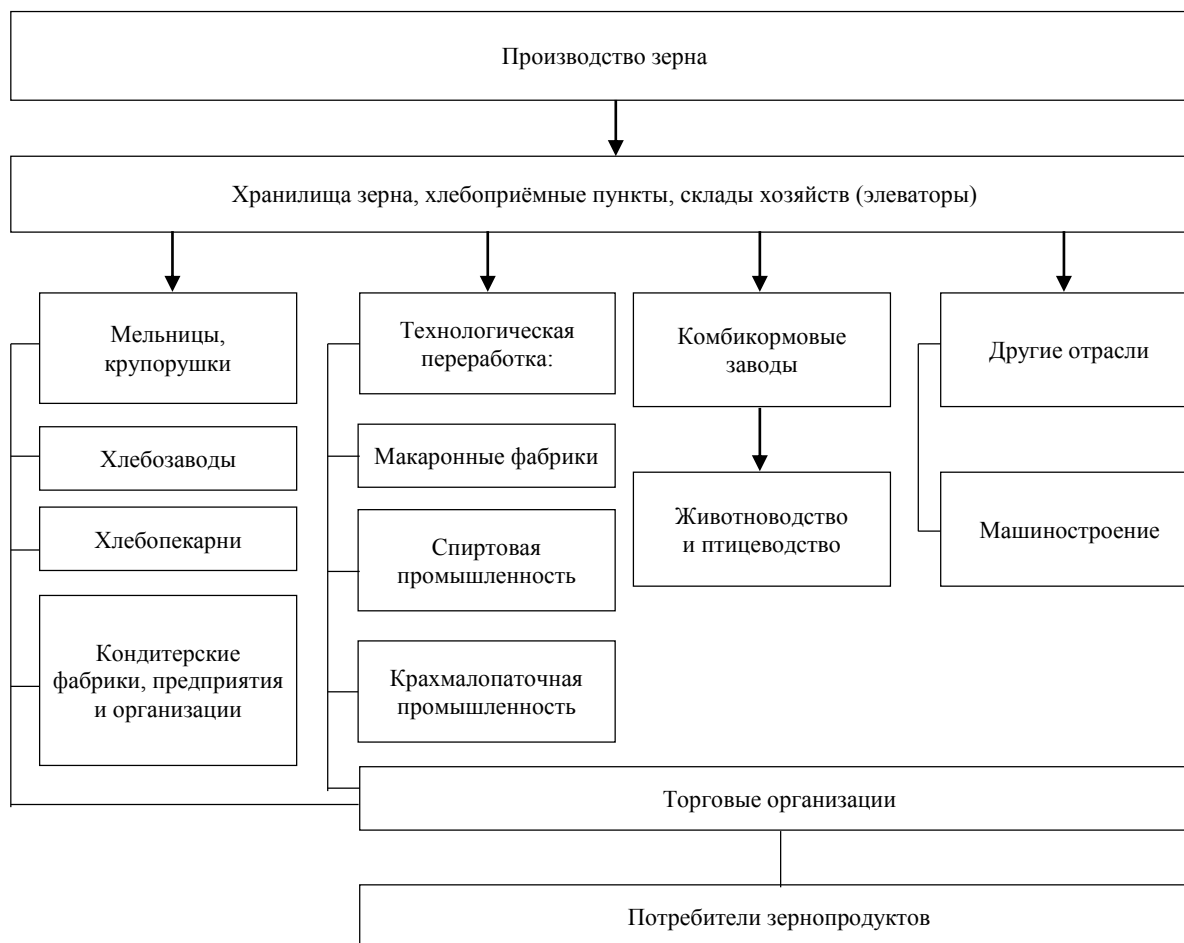 Производство зерна
Хранилища зерна, хлебоприёмные пункты, склады хозяйств (элеваторы)
Мельницы,
крупорушки
Технологическая
переработка:
Комбикормовые
заводы
Другие отрасли
Хлебозаводы
Макаронные фабрики
Животноводство
и птицеводство
Машиностроение
Хлебопекарни
Спиртовая
промышленность
Кондитерские
фабрики, предприятия
и организации
Крахмалопаточная
промышленность
Торговые организации
Потребители зернопродуктов